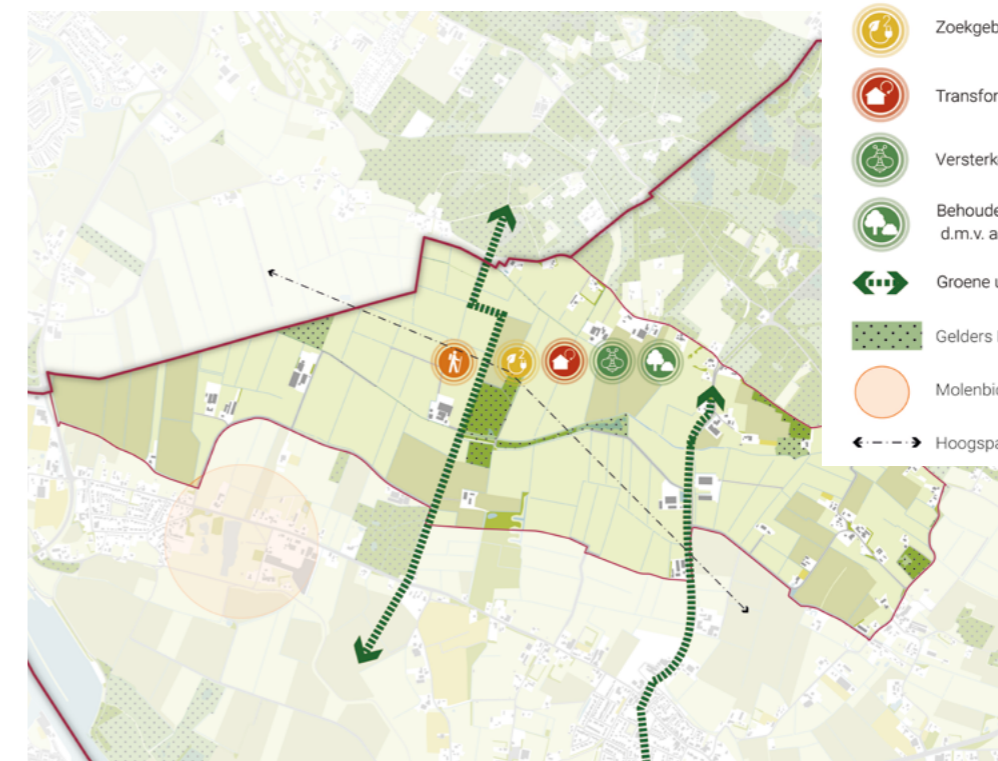 Zoekgeb
Transfor
Versterk
Behoude
d.m.v. a
Groene u
Gelders
Molenbi
Hoogspa